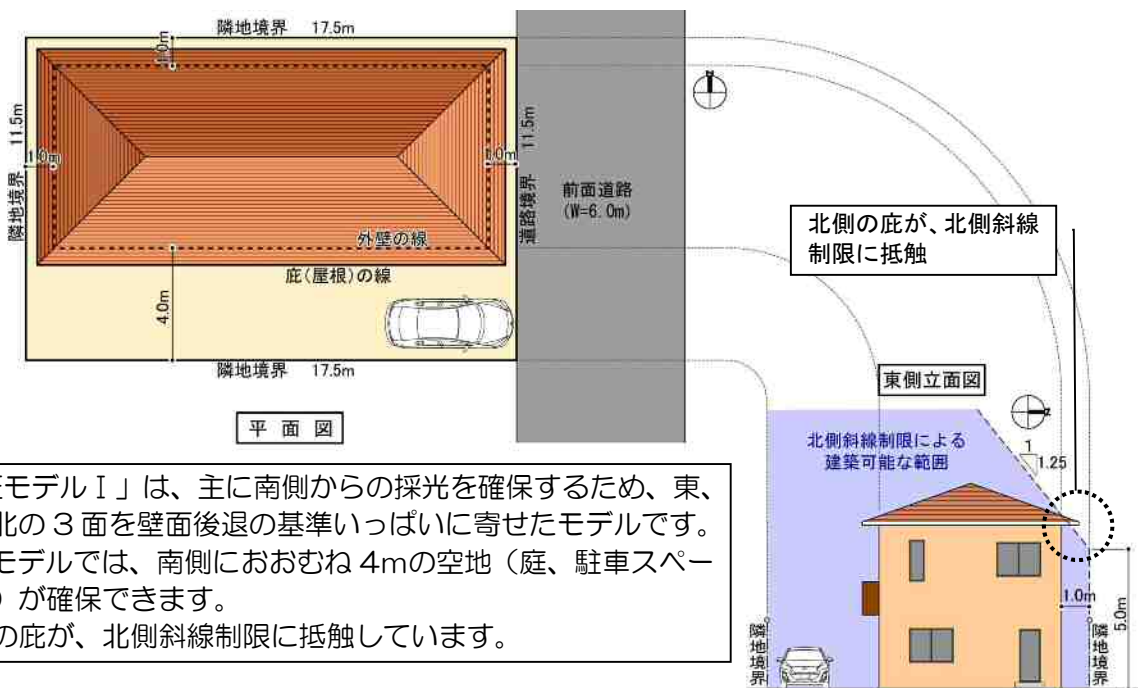 隣地境界 17.5m
1.0m
11.5m
隣地境界
1.0m
1.0m
11.5m
道路境界
前面道路
(W=6.0m)
外壁の線
庇(屋根)の線
4.0m
隣地境界 17.5m
平面図
北側の庇が、北側斜線
制限に抵触
東側立面図
北側斜線制限による
建築可能な範囲
1
1.25
1.0m
5.0m
隣地境界
隣地境界
モデルⅠ」は、主に南側からの採光を確保するため、東、
北の3面を壁面後退の基準いっぱいに寄せたモデルです。
モデルでは、南側におおむね4mの空地(庭、駐車スペー
)が確保できます。
の庇が、北側斜線制限に抵触しています。